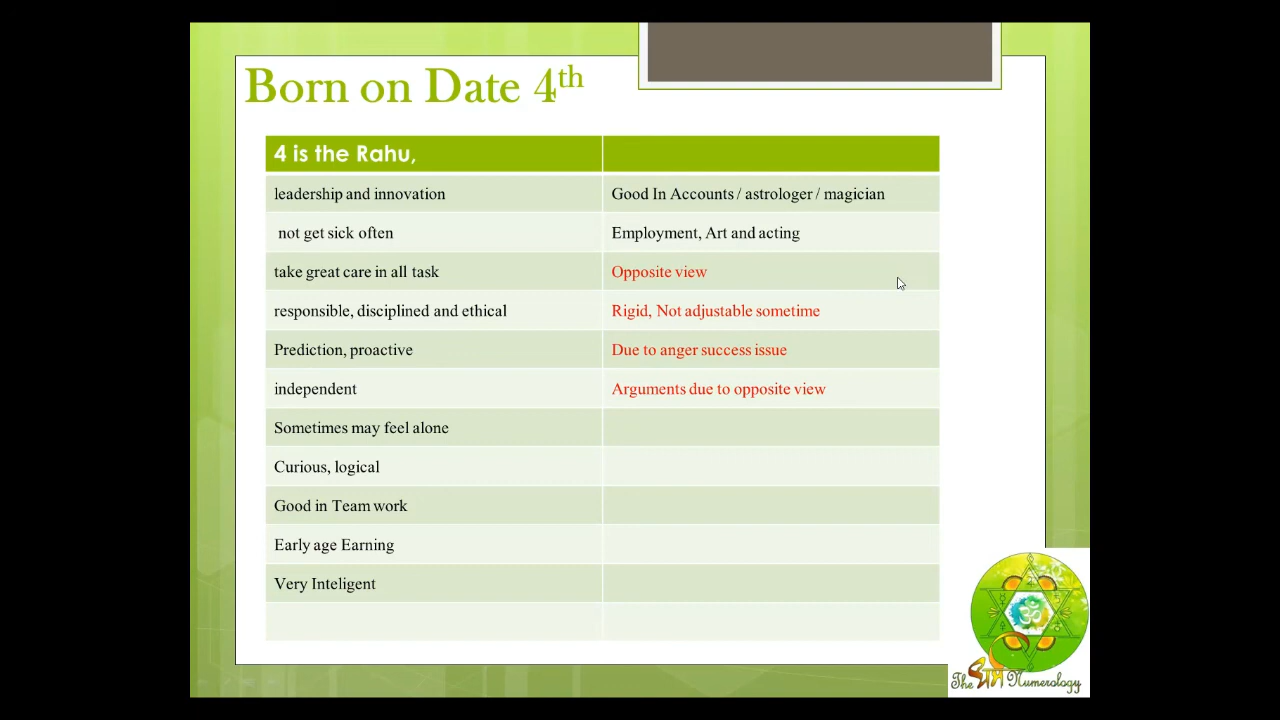 Born on Date 4th
4 is the Rahu,
leadership and innovation
Good In Accounts / astrologer / magician
not get sick often
Employment, Art and acting
take great care in all task
Opposite view
responsible, disciplined and ethical
Rigid, Not adjustable sometime
Prediction, proactive
Due to anger success issue
independent
Arguments due to opposite view
Sometimes may feel alone
Curious, logical
Good in Team work
Early age Earning
Very Inteligent
ॐ
The राम Numerology